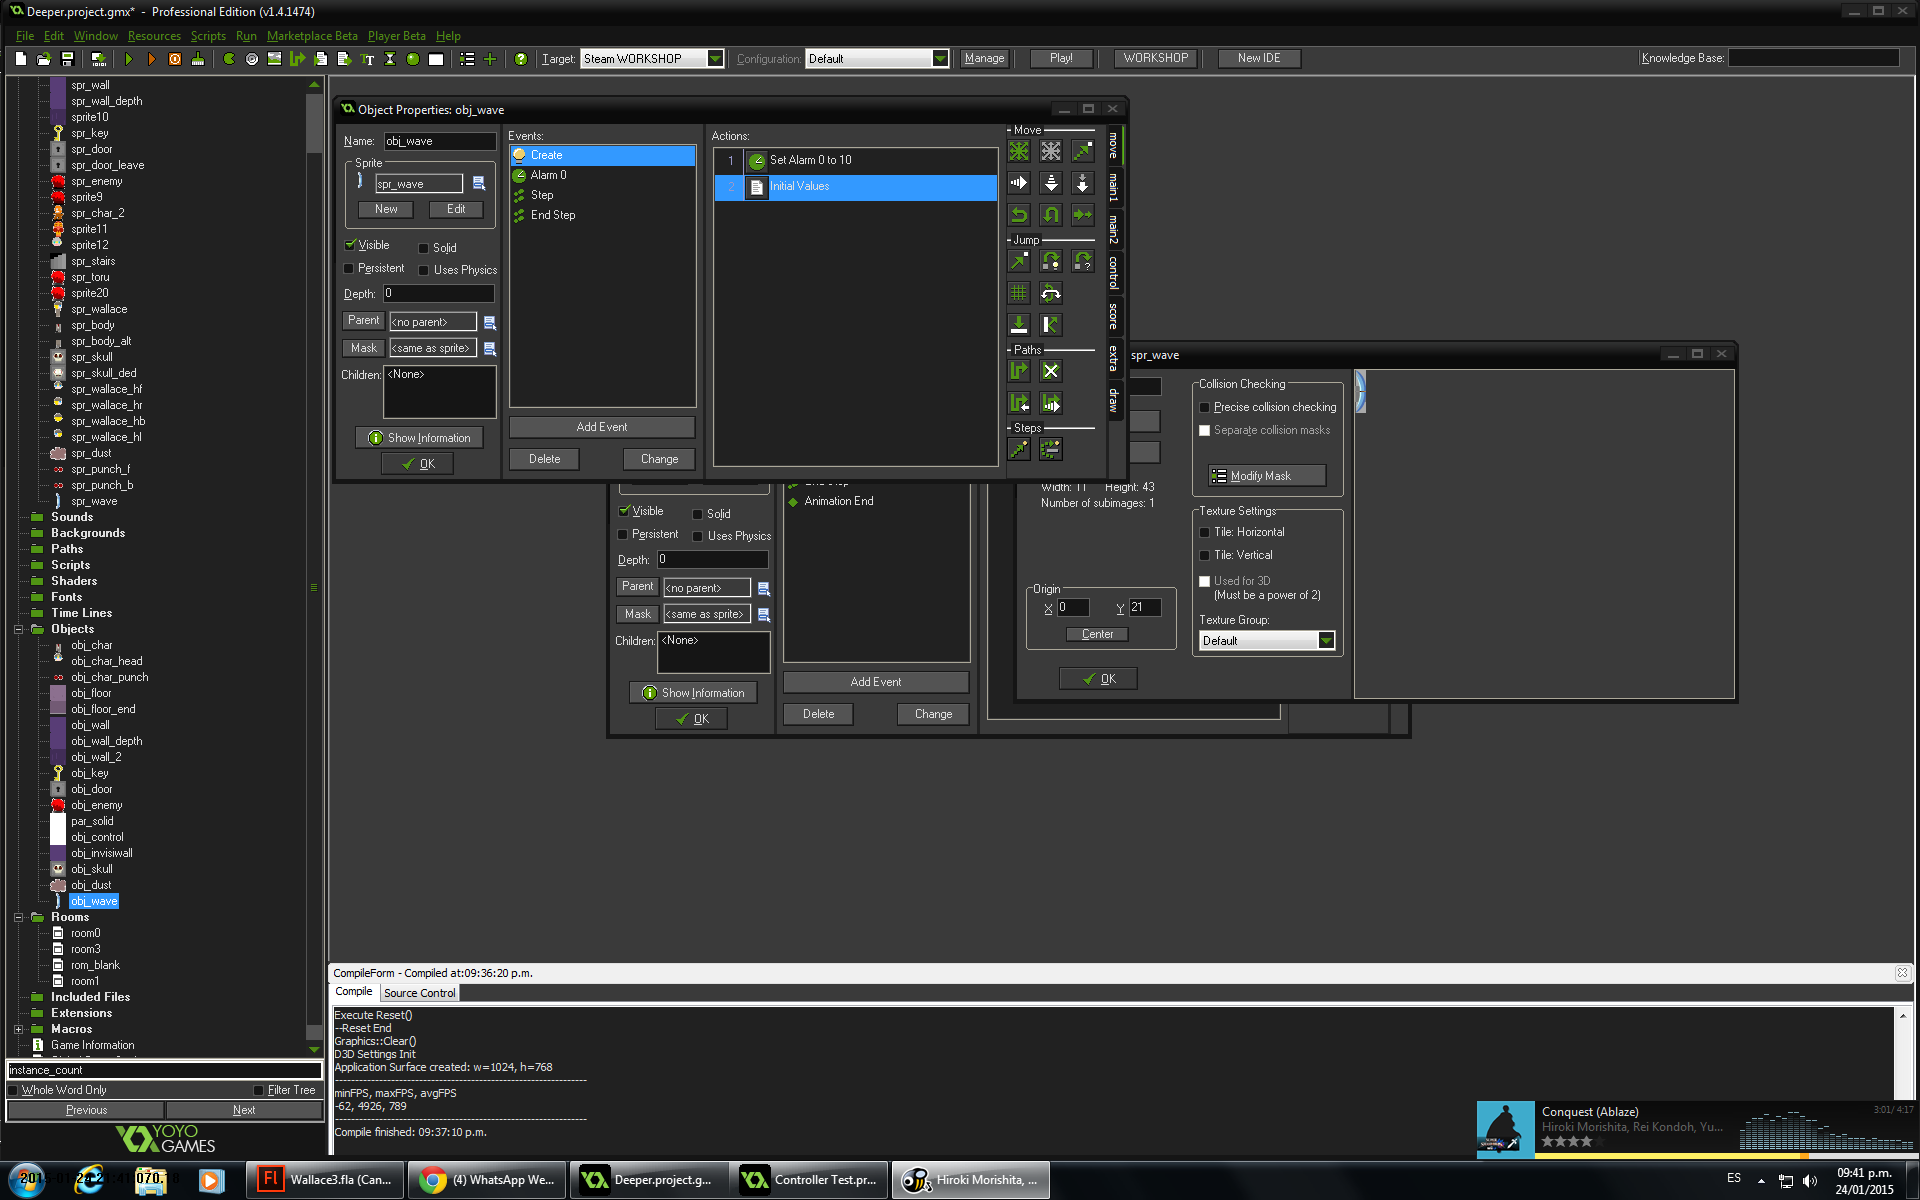 Deeper.project.gmx* - Professional Edition (v1.4.1474)
File Edit Window Resources Scripts Run Marketplace Beta Player Beta Help
Target: Steam WORKSHOP Configuration: Default Manage Play! WORKSHOP New IDE Knowledge Base:
spr_wall
spr_wall_depth
sprite10
spr_key
spr_door
spr_door_leave
spr_enemy
sprite9
spr_char_2
sprite11
sprite12
spr_stairs
spr_toru
sprite20
spr_wallace
spr_body
spr_body_alt
spr_skull
spr_skull_ded
spr_wallace_hf
spr_wallace_hr
spr_wallace_hb
spr_wallace_hl
spr_dust
spr_punch_f
spr_punch_b
spr_wave
Sounds
Backgrounds
Paths
Scripts
Shaders
Fonts
Time Lines
Objects
obj_char
obj_char_head
obj_char_punch
obj_floor
obj_floor_end
obj_wall
obj_wall_depth
obj_wall_2
obj_key
obj_door
obj_enemy
par_solid
obj_control
obj_invisiwall
obj_skull
obj_dust
obj_wave
Rooms
room0
room3
rom_blank
room1
Included Files
Extensions
Macros
Game Information
instance_count
Whole Word Only Filter Tree
Previous Next
YOYO
GAMES
Object Properties: obj_wave
Name: obj_wave
Sprite
spr_wave
New Edit
Visible Solid
Persistent Uses Physics
Depth: 0
Parent <no parent>
Mask <same as sprite>
Children: <None>
Show Information
OK
Events:
Create
Alarm 0
Step
End Step
Add Event
Delete Change
Actions:
1 Set Alarm 0 to 10
2 Initial Values
Move
Jump
Paths
Steps
move
main1
main2
control
score
extra
draw
End Step
Animation End
Visible Solid
Persistent Uses Physics
Depth: 0
Parent <no parent>
Mask <same as sprite>
Children: <None>
Show Information
OK
Add Event
Delete Change
spr_wave
Width: 11 Height: 43
Number of subimages: 1
Origin
X 0 Y 21
Center
OK
Collision Checking
Precise collision checking
Separate collision masks
Modify Mask
Texture Settings
Tile: Horizontal
Tile: Vertical
Used for 3D
(Must be a power of 2)
Texture Group:
Default
CompileForm - Compiled at:09:36:20 p.m.
Compile Source Control
Execute Reset()
--Reset End
Graphics::Clear()
D3D Settings Init
Application Surface created: w=1024, h=768
minFPS, maxFPS, avgFPS
-62, 4926, 789
Compile finished: 09:37:10 p.m.
Conquest (Ablaze) 3:01/ 4:17
Hiroki Morishita, Rei Kondoh, Yu...
Wallace3.fla (Can...
(4) WhatsApp We...
Deeper.project.g...
Controller Test.pr...
Hiroki Morishita, ...
ES
09:41 p.m.
24/01/2015